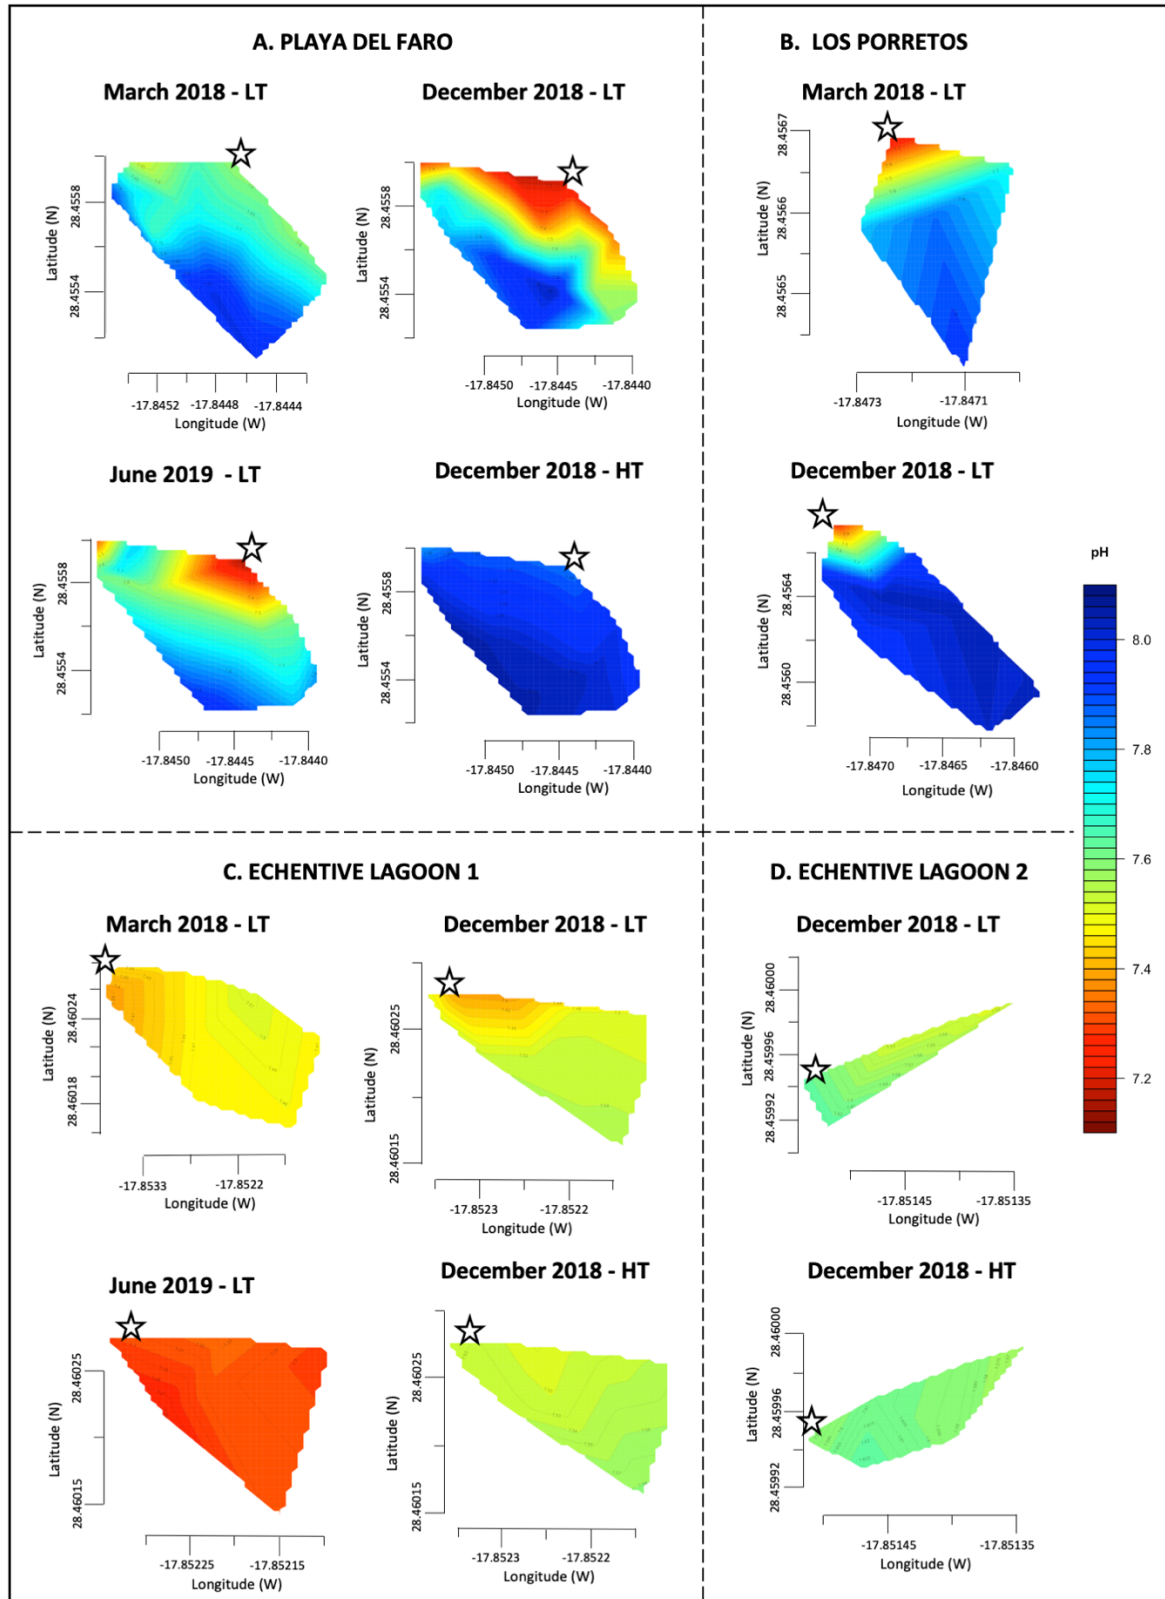 A. PLAYA DEL FARO
March 2018 - LT
28.4558
28.4554
Latitude (N)
-17.8452 -17.8448 -17.8444
Longitude (W)
December 2018 - LT
28.4558
28.4554
Latitude (N)
-17.8450 -17.8445 -17.8440
Longitude (W)
June 2019 - LT
28.4558
28.4554
Latitude (N)
-17.8450 -17.8445 -17.8440
Longitude (W)
December 2018 - HT
28.4558
28.4554
Latitude (N)
-17.8450 -17.8445 -17.8440
Longitude (W)
B. LOS PORRETOS
March 2018 - LT
28.4567
28.4566
28.4565
Latitude (N)
-17.8473 -17.8471
Longitude (W)
December 2018 - LT
28.4564
28.4560
Latitude (N)
-17.8470 -17.8465 -17.8460
Longitude (W)
pH
8.0
7.8
7.6
7.4
7.2
C. ECHENTIVE LAGOON 1
March 2018 - LT
28.46024
28.46018
Latitude (N)
-17.8533 -17.8522
Longitude (W)
December 2018 - LT
28.46025
28.46015
Latitude (N)
-17.8523 -17.8522
Longitude (W)
June 2019 - LT
28.46025
28.46015
Latitude (N)
-17.85225 -17.85215
Longitude (W)
December 2018 - HT
28.46025
28.46015
Latitude (N)
-17.8523 -17.8522
Longitude (W)
D. ECHENTIVE LAGOON 2
December 2018 - LT
28.46000
28.45996
28.45992
Latitude (N)
-17.85145 -17.85135
Longitude (W)
December 2018 - HT
28.46000
28.45996
28.45992
Latitude (N)
-17.85145 -17.85135
Longitude (W)